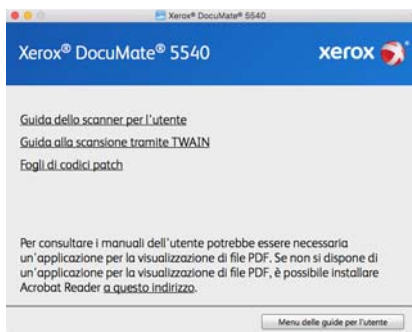 Xerox® DocuMate® 5540
Xerox® DocuMate® 5540
xerox
Guida dello scanner per l'utente
Guida alla scansione tramite TWAIN
Fogli di codici patch
Per consultare i manuali dell'utente potrebbe essere necessaria
un'applicazione per la visualizzazione di file PDF. Se non si dispone di
un'applicazione per la visualizzazione di file PDF, è possibile installare
Acrobat Reader a questo indirizzo.
Menu delle guide per l'utente